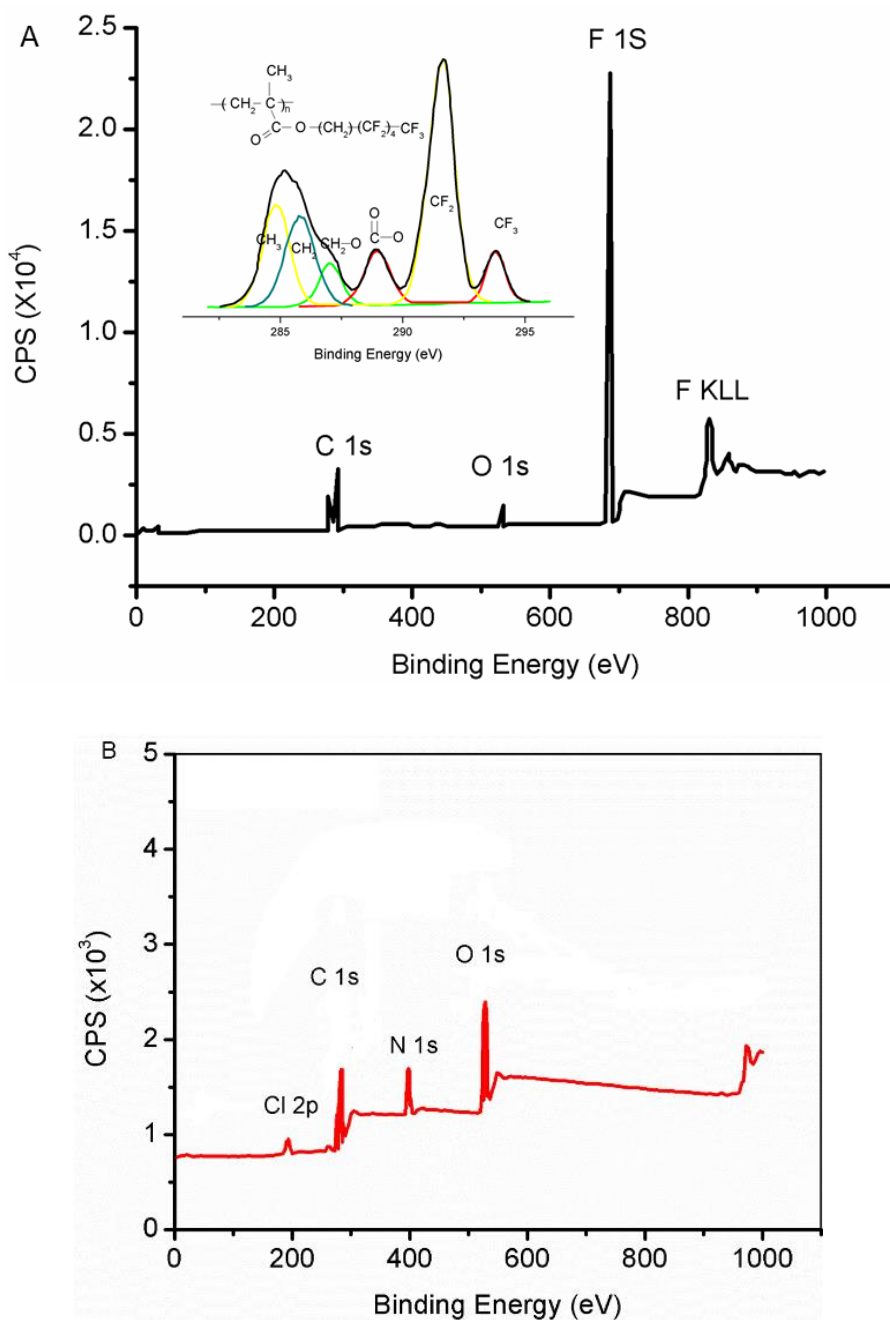 A
2.5
2.0
1.5
1.0
0.5
0.0
CPS (X10⁴)
F 1S
F KLL
C 1s
O 1s
CH₃
—(CH₂—C—)ₙ
O=C—O—(CH₂)(CF₂)₄CF₃
CH₃
CH₂
CH₂–O
O
C–O
CF₂
CF₃
285 290 295
Binding Energy (eV)
0 200 400 600 800 1000
Binding Energy (eV)
B
5
4
3
2
1
0
CPS (x10³)
Cl 2p
C 1s
N 1s
O 1s
0 200 400 600 800 1000
Binding Energy (eV)